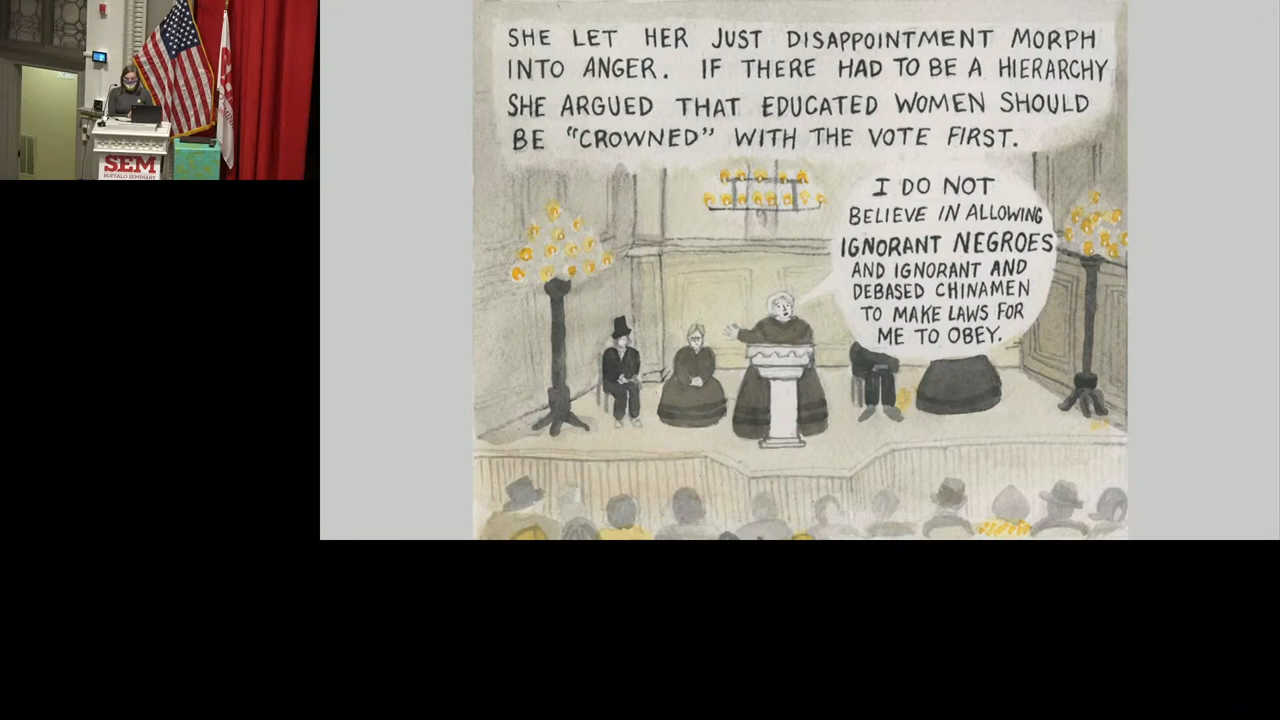 SHE LET HER JUST DISAPPOINTMENT MORPH
INTO ANGER. IF THERE HAD TO BE A HIERARCHY
SHE ARGUED THAT EDUCATED WOMEN SHOULD
BE "CROWNED" WITH THE VOTE FIRST.
I DO NOT
BELIEVE IN ALLOWING
IGNORANT NEGROES
AND IGNORANT AND
DEBASED CHINAMEN
TO MAKE LAWS FOR
ME TO OBEY.
SEM
BUFFALO SEMINARY